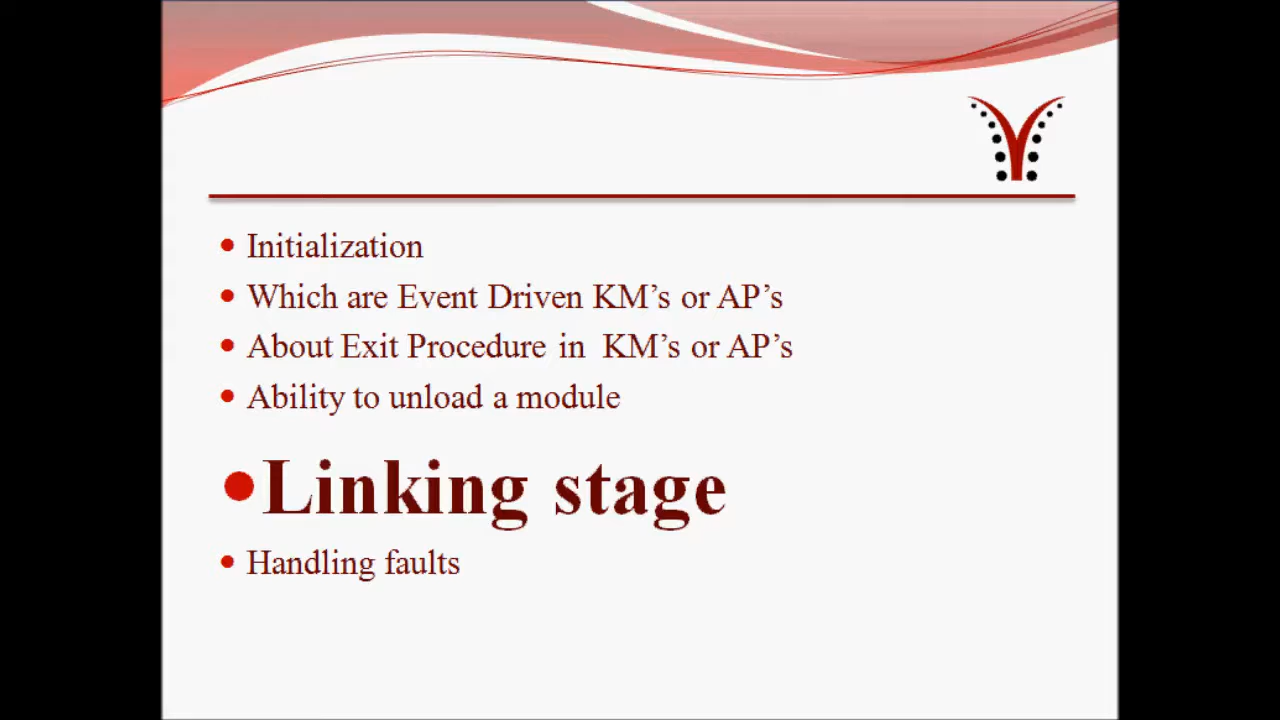 Initialization
Which are Event Driven KM’s or AP’s
About Exit Procedure in KM’s or AP’s
Ability to unload a module
Linking stage
Handling faults